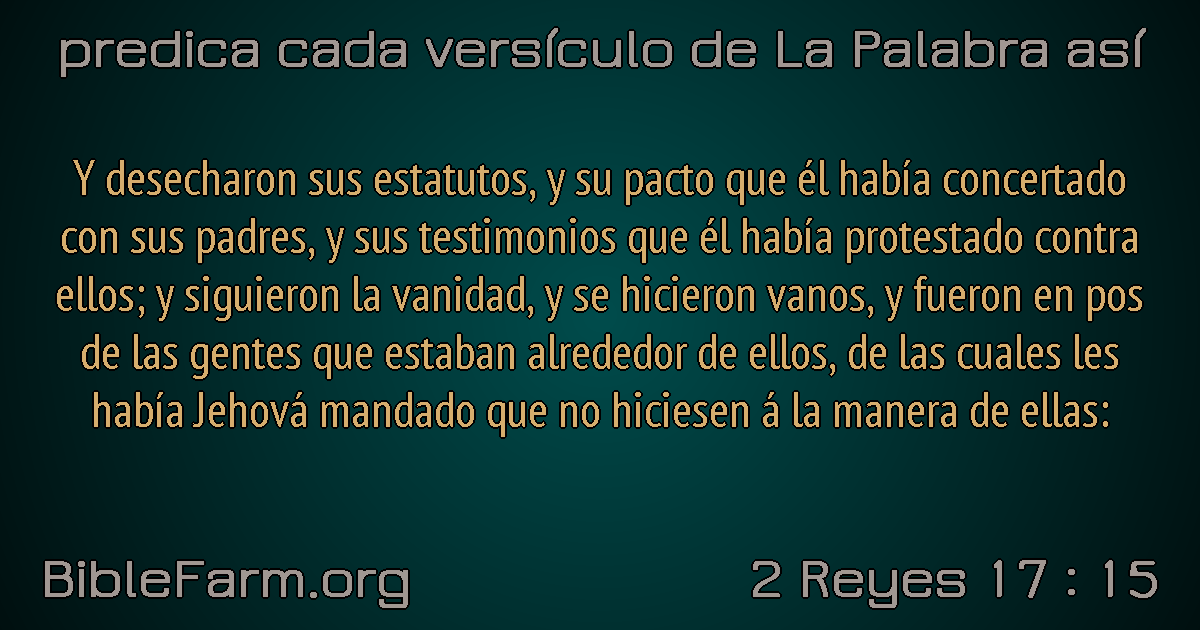 predica cada versículo de La Palabra así
Y desecharon sus estatutos, y su pacto que él había concertado
con sus padres, y sus testimonios que él había protestado contra
ellos; y siguieron la vanidad, y se hicieron vanos, y fueron en pos
de las gentes que estaban alrededor de ellos, de las cuales les
había Jehová mandado que no hiciesen á la manera de ellas:
BibleFarm.org
2 Reyes 17 : 15